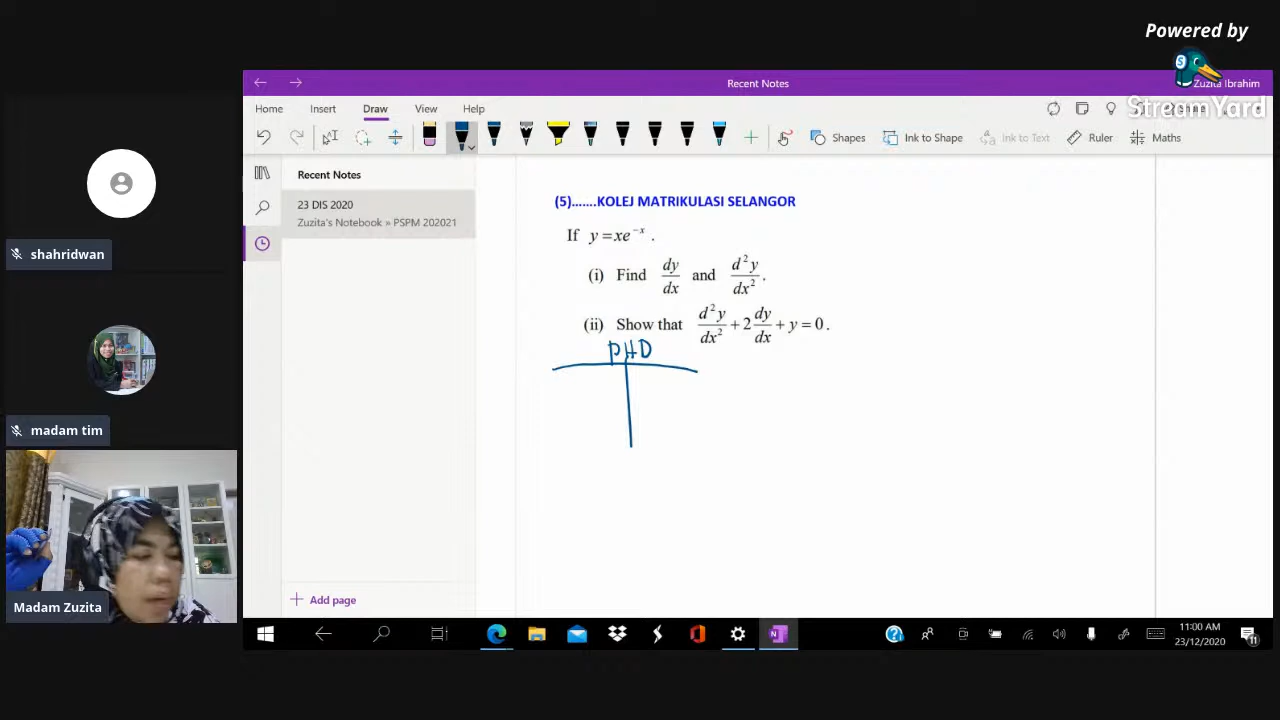 Powered by
StreamYard
Recent Notes
Zuzita Ibrahim
Home Insert Draw View Help
Shapes Ink to Shape Ink to Text Ruler Maths
Recent Notes
23 DIS 2020
Zuzita's Notebook » PSPM 202021
Add page
(5).......KOLEJ MATRIKULASI SELANGOR
If y = xe^{-x} .
(i) Find dy/dx and d²y/dx².
(ii) Show that d²y/dx² + 2 dy/dx + y = 0.
PHD
shahridwan
madam tim
Madam Zuzita
11:00 AM
23/12/2020
11